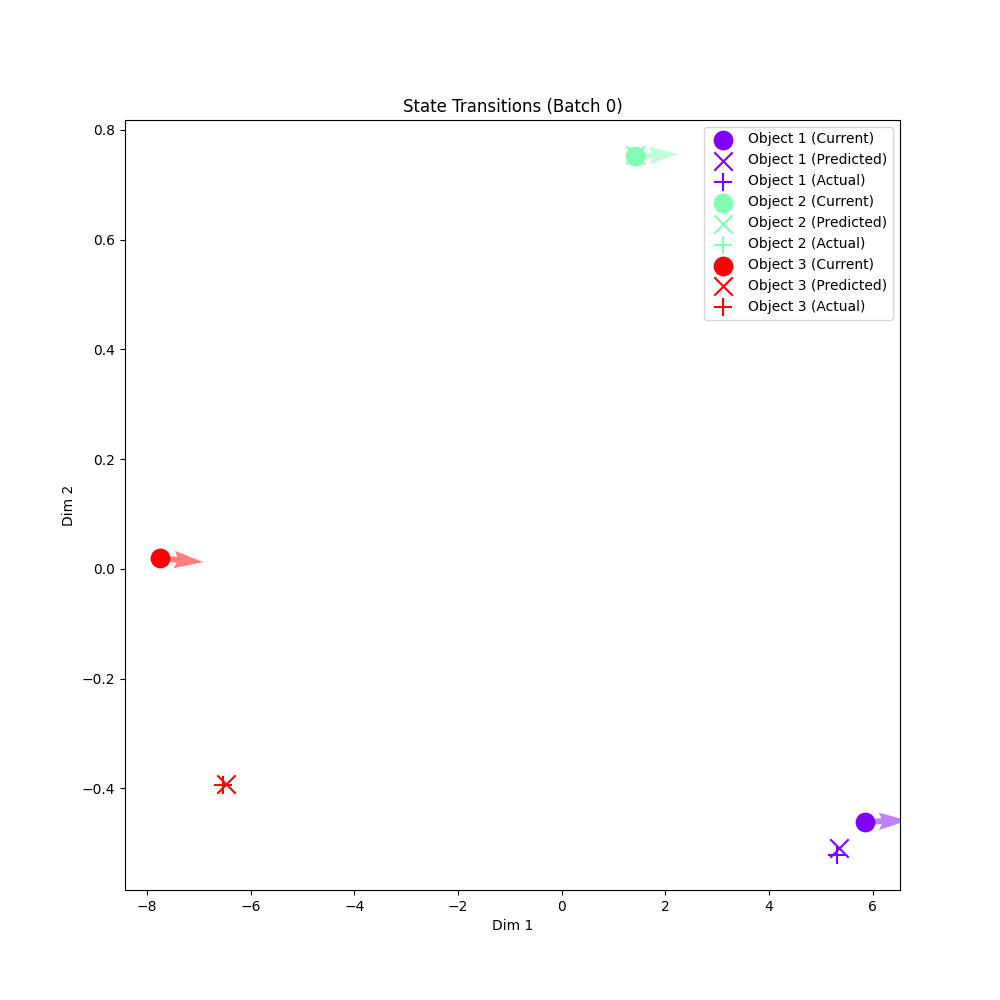 State Transitions (Batch 0)
Object 1 (Current)
Object 1 (Predicted)
Object 1 (Actual)
Object 2 (Current)
Object 2 (Predicted)
Object 2 (Actual)
Object 3 (Current)
Object 3 (Predicted)
Object 3 (Actual)
0.8
0.6
0.4
0.2
0.0
−0.2
−0.4
Dim 2
−8 −6 −4 −2 0 2 4 6
Dim 1